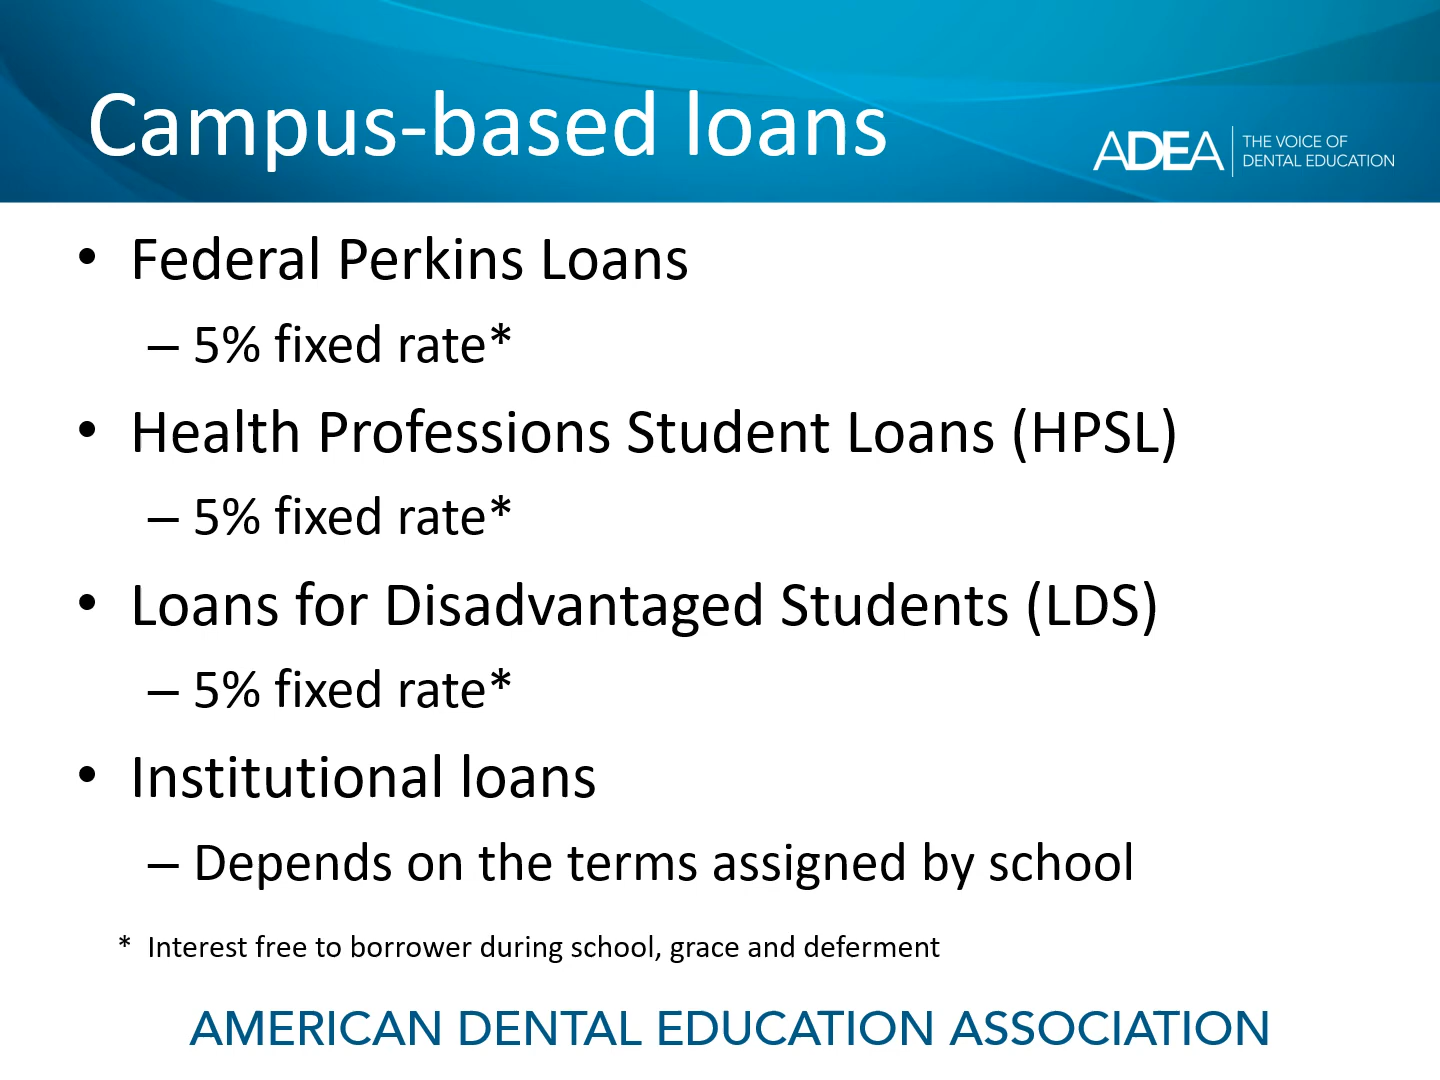 Campus-based loans
ADEA
THE VOICE OF
DENTAL EDUCATION
• Federal Perkins Loans
– 5% fixed rate*
• Health Professions Student Loans (HPSL)
– 5% fixed rate*
• Loans for Disadvantaged Students (LDS)
– 5% fixed rate*
• Institutional loans
– Depends on the terms assigned by school
* Interest free to borrower during school, grace and deferment
AMERICAN DENTAL EDUCATION ASSOCIATION